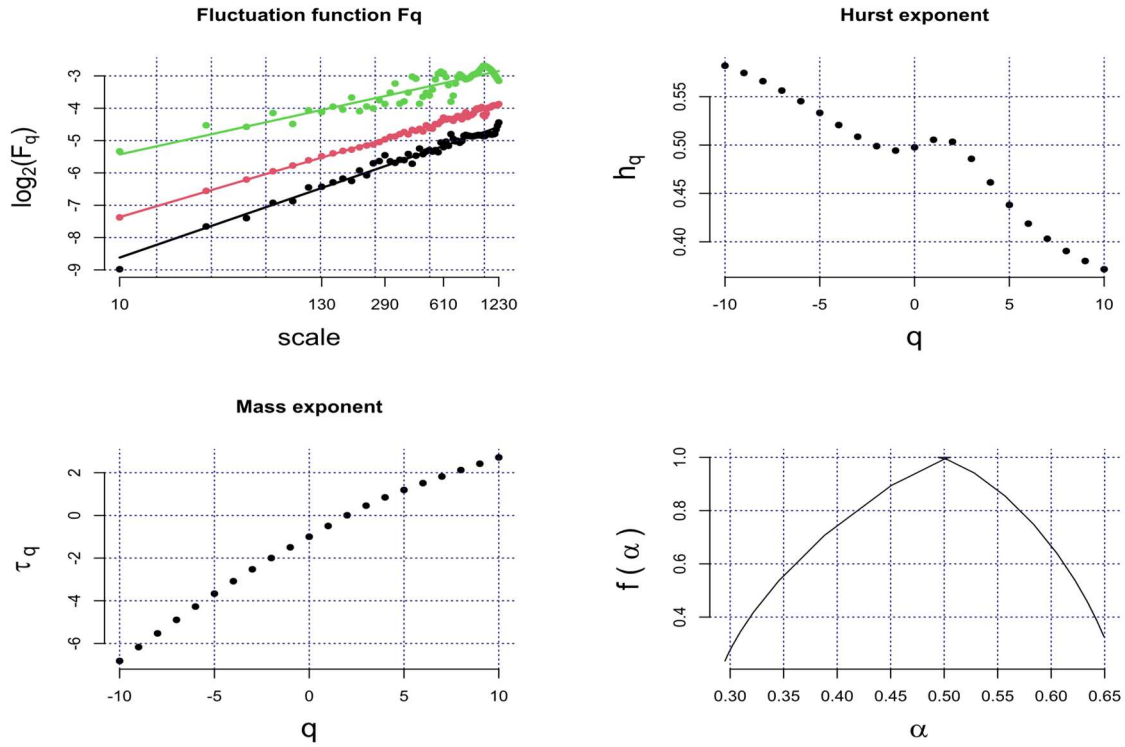 Fluctuation function Fq
log₂(F_q)
-3
-4
-5
-6
-7
-8
-9
10 130 290 610 1230
scale
Hurst exponent
h_q
0.55
0.50
0.45
0.40
-10 -5 0 5 10
q
Mass exponent
τ_q
2
0
-2
-4
-6
-10 -5 0 5 10
q
f ( α )
1.0
0.8
0.6
0.4
0.30 0.35 0.40 0.45 0.50 0.55 0.60 0.65
α